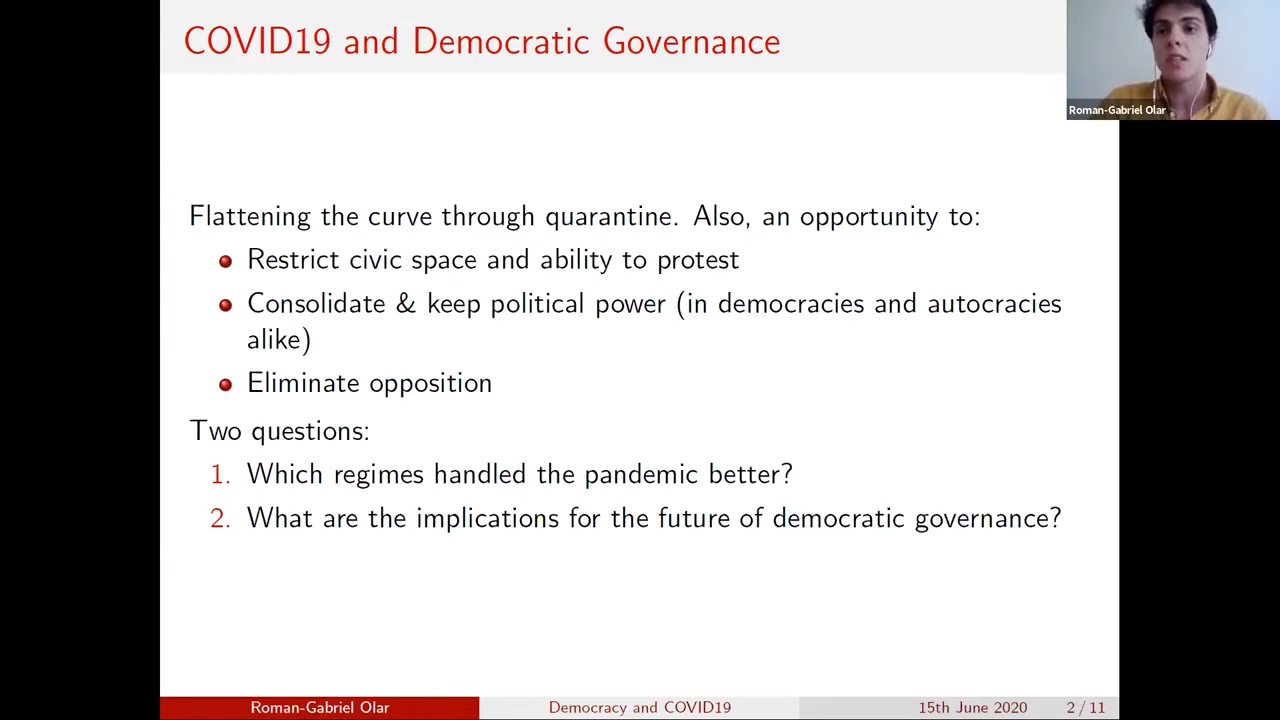 COVID19 and Democratic Governance
Roman-Gabriel Olar
Flattening the curve through quarantine. Also, an opportunity to:
Restrict civic space and ability to protest
Consolidate & keep political power (in democracies and autocracies
alike)
Eliminate opposition
Two questions:
1. Which regimes handled the pandemic better?
2. What are the implications for the future of democratic governance?
Roman-Gabriel Olar
Democracy and COVID19
15th June 2020
2 / 11